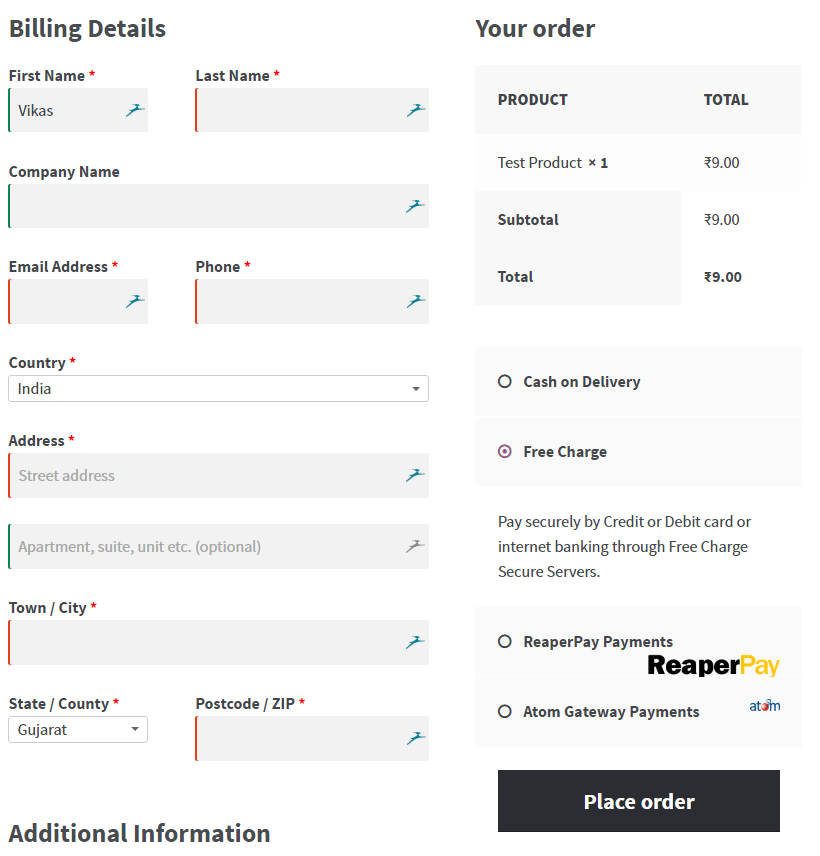 Billing Details
First Name *
Last Name *
Vikas
Company Name
Email Address *
Phone *
Country *
India
Address *
Street address
Apartment, suite, unit etc. (optional)
Town / City *
State / County *
Postcode / ZIP *
Gujarat
Additional Information
Your order
PRODUCT TOTAL
Test Product × 1 ₹9.00
Subtotal ₹9.00
Total ₹9.00
Cash on Delivery
Free Charge
Pay securely by Credit or Debit card or
internet banking through Free Charge
Secure Servers.
ReaperPay Payments
ReaperPay
Atom Gateway Payments
atom
Place order